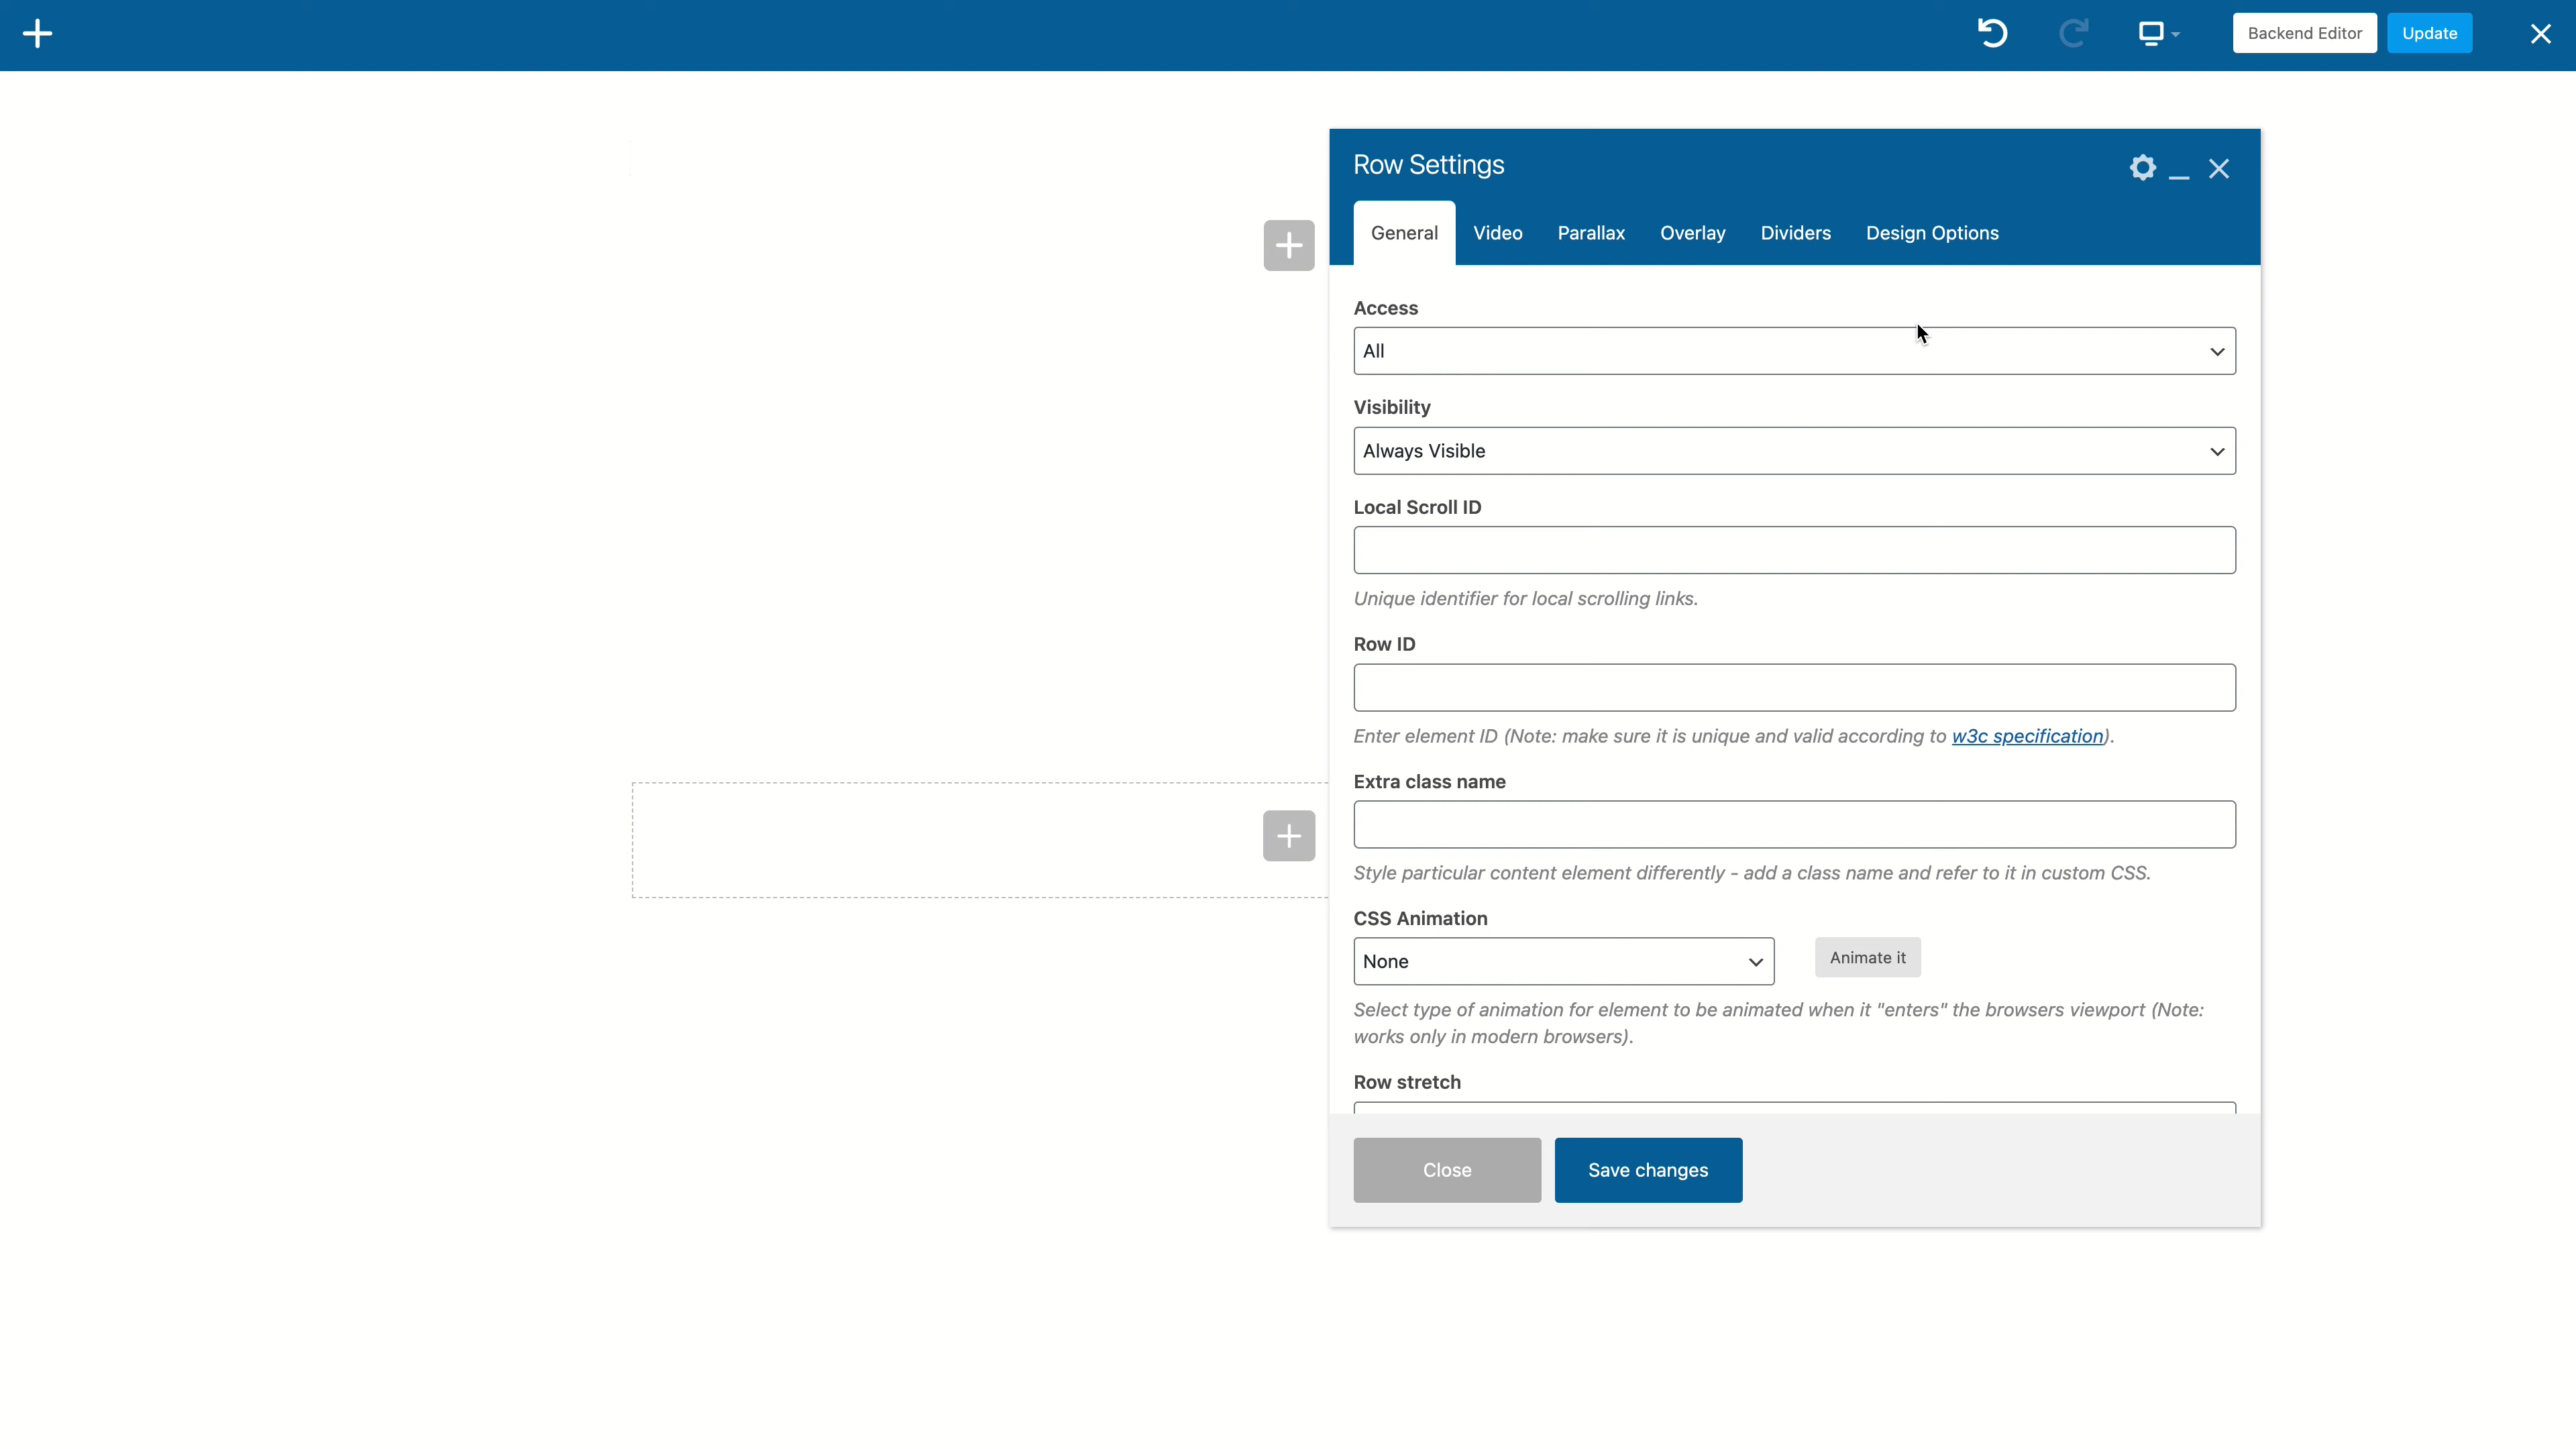 Backend Editor
Update
Row Settings
General
Video
Parallax
Overlay
Dividers
Design Options
Access
All
Visibility
Always Visible
Local Scroll ID
Unique identifier for local scrolling links.
Row ID
Enter element ID (Note: make sure it is unique and valid according to w3c specification).
Extra class name
Style particular content element differently - add a class name and refer to it in custom CSS.
CSS Animation
None
Animate it
Select type of animation for element to be animated when it "enters" the browsers viewport (Note:
works only in modern browsers).
Row stretch
Close
Save changes